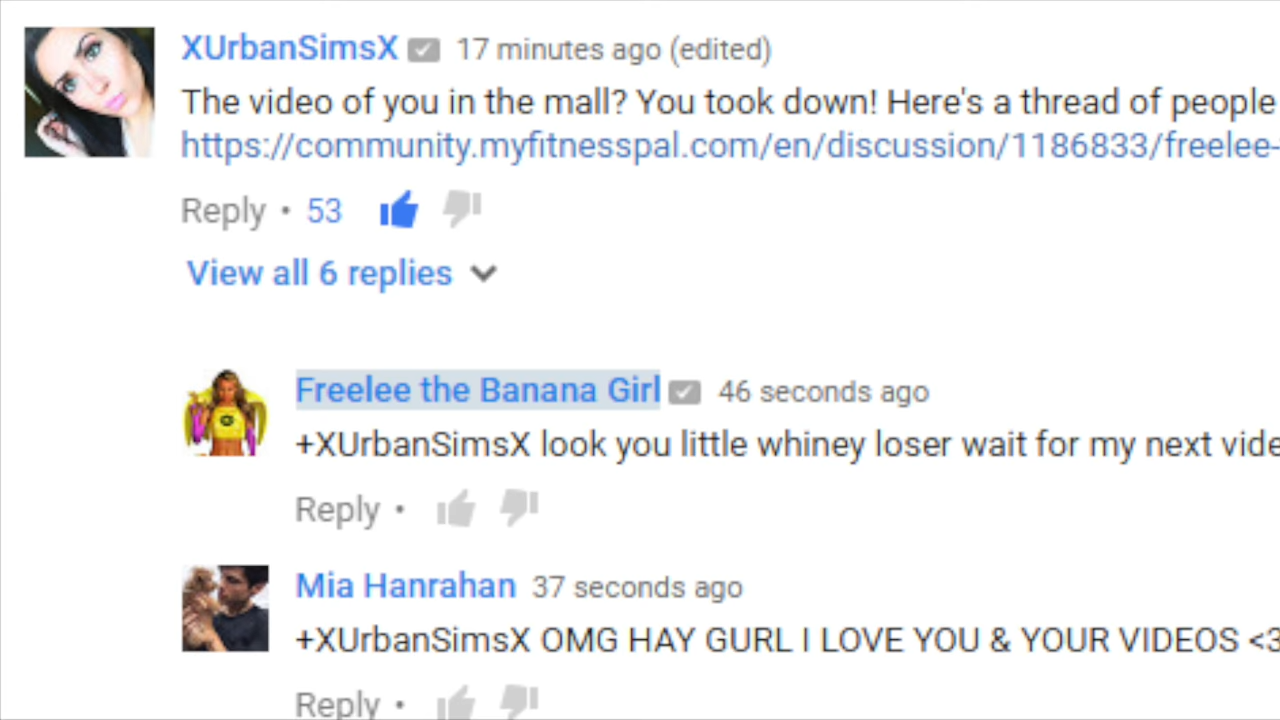 XUrbanSimsX 17 minutes ago (edited)
The video of you in the mall? You took down! Here's a thread of people
https://community.myfitnesspal.com/en/discussion/1186833/freelee-
Reply • 53
View all 6 replies
Freelee the Banana Girl 46 seconds ago
+XUrbanSimsX look you little whiney loser wait for my next vide
Reply •
Mia Hanrahan 37 seconds ago
+XUrbanSimsX OMG HAY GURL I LOVE YOU & YOUR VIDEOS <3
Reply •